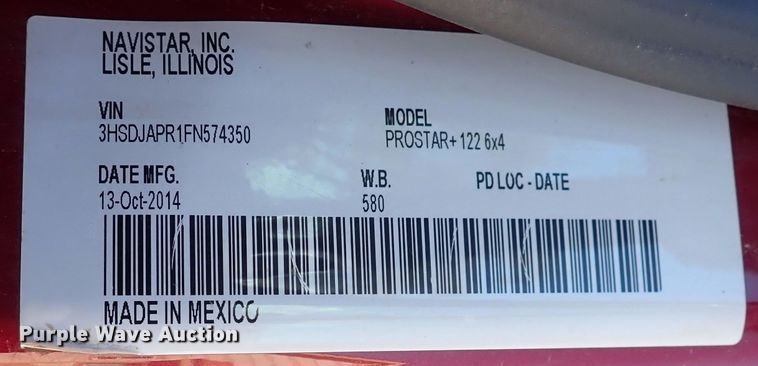 NAVISTAR, INC.
LISLE, ILLINOIS
VIN
3HSDJAPR1FN574350
MODEL
PROSTAR+ 122 6x4
DATE MFG.
13-Oct-2014
W.B.
580
PD LOC - DATE
MADE IN MEXICO
Purple Wave Auction